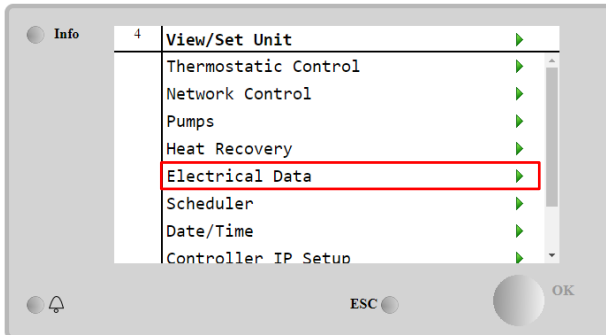 Info
4 View/Set Unit
Thermostatic Control
Network Control
Pumps
Heat Recovery
Electrical Data
Scheduler
Date/Time
Controller IP Setup
ESC
OK